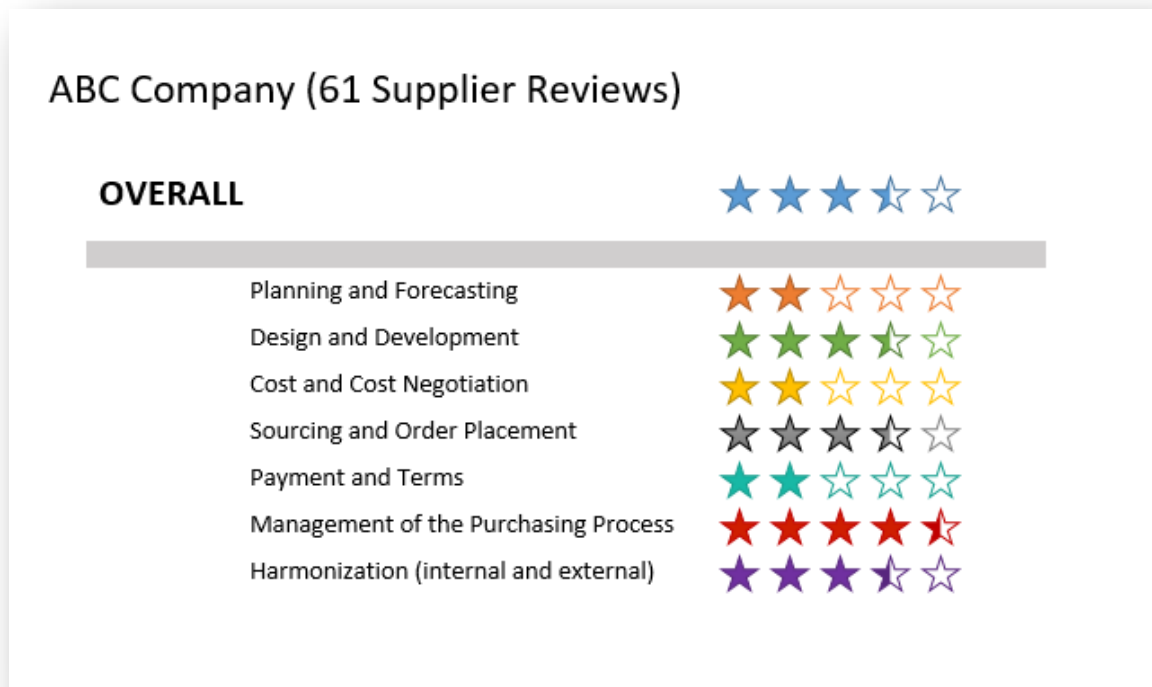 ABC Company (61 Supplier Reviews)
OVERALL
Planning and Forecasting
Design and Development
Cost and Cost Negotiation
Sourcing and Order Placement
Payment and Terms
Management of the Purchasing Process
Harmonization (internal and external)